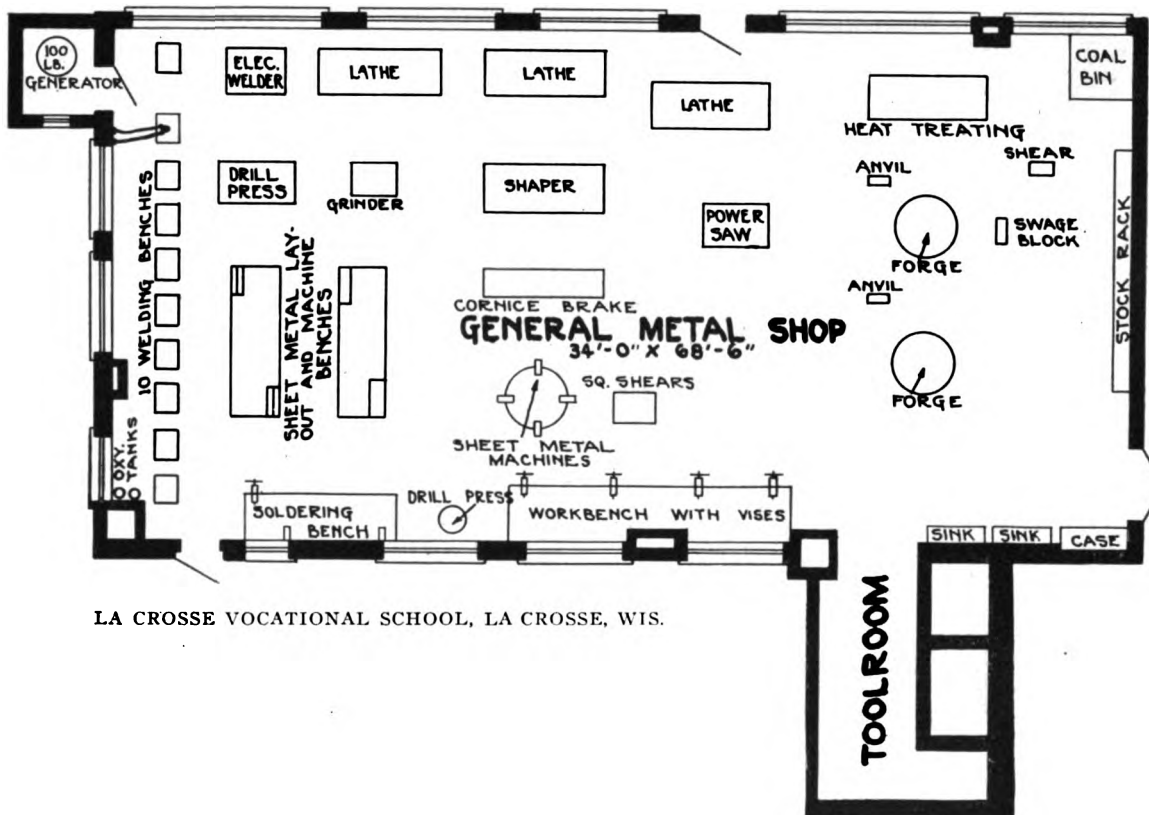 100
LB.
GENERATOR
ELEC.
WELDER
LATHE
LATHE
LATHE
COAL
BIN
HEAT TREATING
SHEAR
ANVIL
DRILL
PRESS
GRINDER
SHAPER
POWER
SAW
SWAGE
BLOCK
FORGE
STOCK RACK
10 WELDING BENCHES
SHEET METAL LAY-
OUT AND MACHINE
BENCHES
CORNICE BRAKE
ANVIL
GENERAL METAL SHOP
34'-0" X 68'-6"
SQ. SHEARS
FORGE
SHEET METAL
MACHINES
OXY.
TANKS
SOLDERING
BENCH
DRILL PRESS
WORKBENCH WITH VISES
SINK
SINK
CASE
TOOLROOM
LA CROSSE VOCATIONAL SCHOOL, LA CROSSE, WIS.